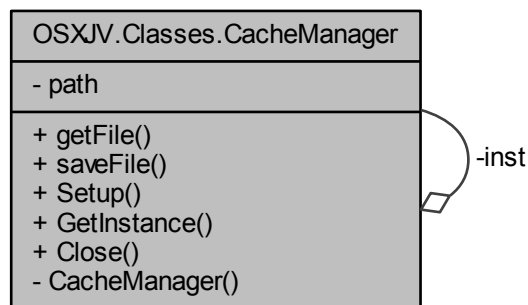 OSXJV.Classes.CacheManager
- path
+ getFile()
+ saveFile()
+ Setup()
+ GetInstance()
+ Close()
- CacheManager()
-inst